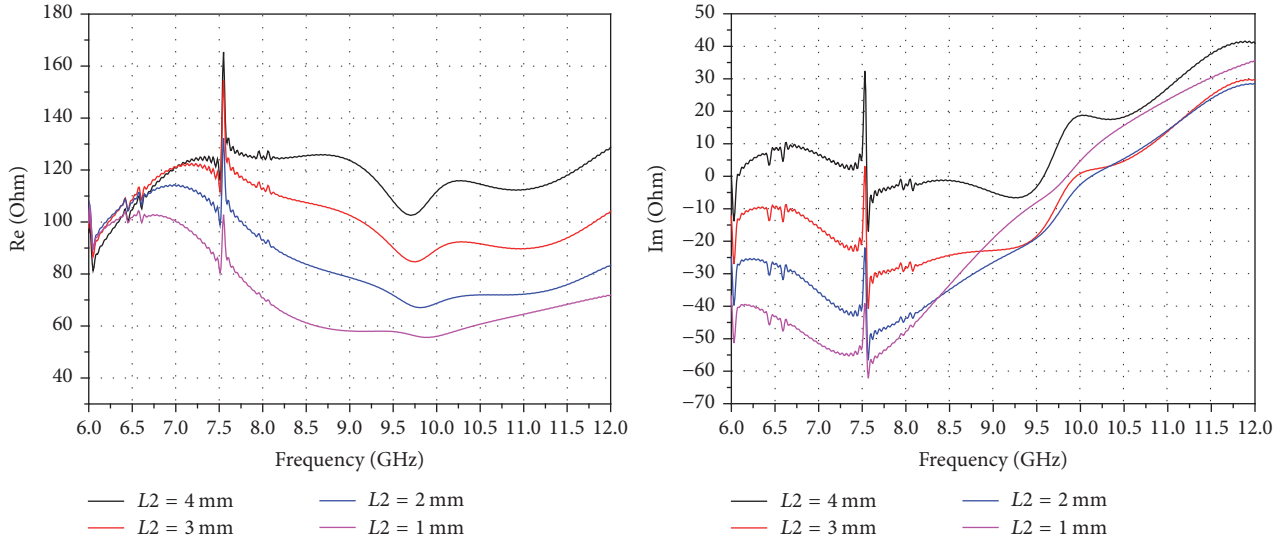 180
160
140
120
100
80
60
40
Re (Ohm)
6.0 6.5 7.0 7.5 8.0 8.5 9.0 9.5 10.0 10.5 11.0 11.5 12.0
Frequency (GHz)
L2 = 4 mm L2 = 2 mm
L2 = 3 mm L2 = 1 mm
50
40
30
20
10
0
−10
−20
−30
−40
−50
−60
−70
Im (Ohm)
6.0 6.5 7.0 7.5 8.0 8.5 9.0 9.5 10.0 10.5 11.0 11.5 12.0
Frequency (GHz)
L2 = 4 mm L2 = 2 mm
L2 = 3 mm L2 = 1 mm